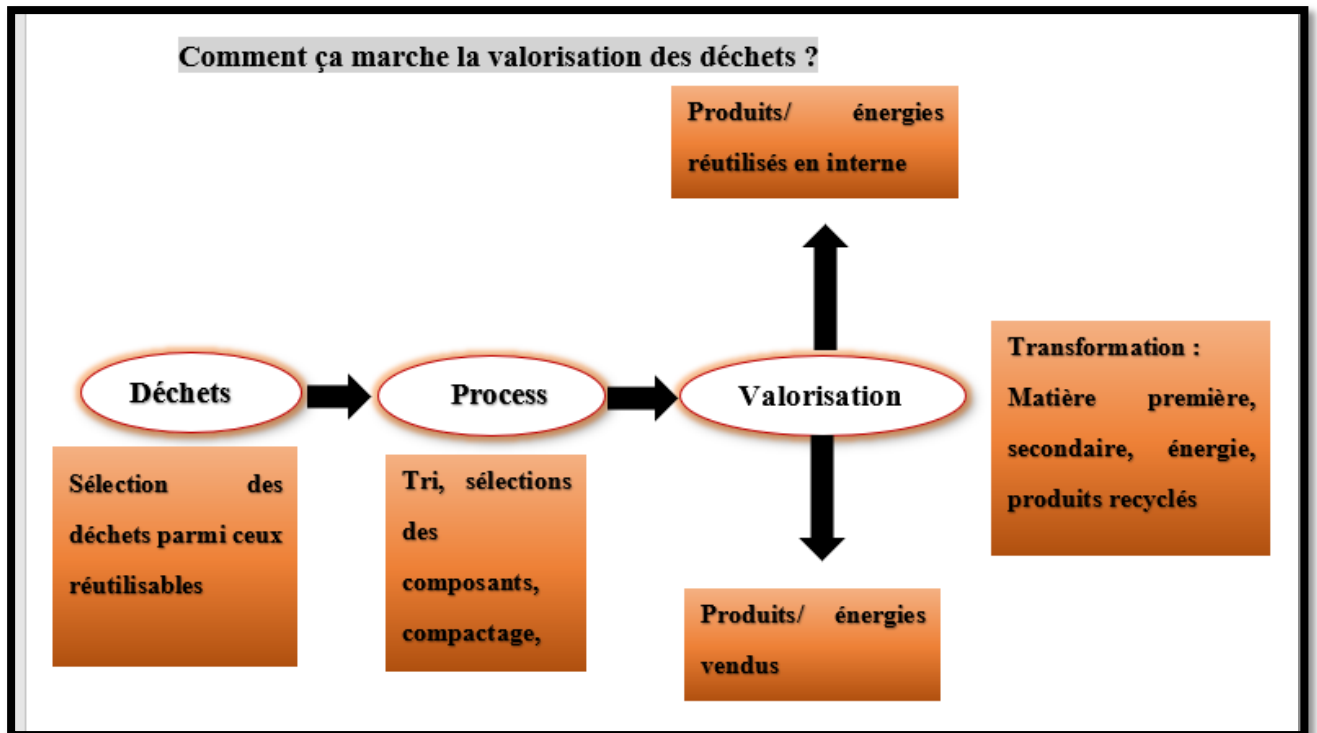 Comment ça marche la valorisation des déchets ?
Produits/ énergies
réutilisés en interne
Déchets
Process
Valorisation
Transformation :
Matière première,
secondaire, énergie,
produits recyclés
Sélection des
déchets parmi ceux
réutilisables
Tri, sélections
des
composants,
compactage,
Produits/ énergies
vendus